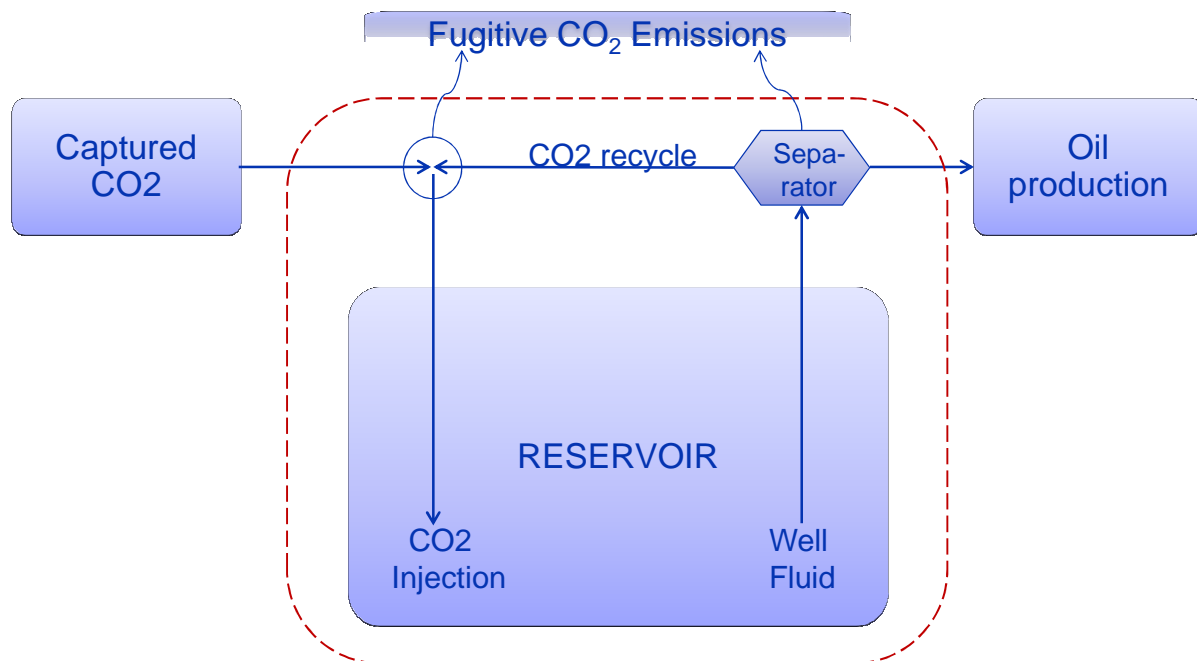 Fugitive CO₂ Emissions
Captured
CO2
CO2 recycle
Sepa-
rator
Oil
production
RESERVOIR
CO2
Injection
Well
Fluid